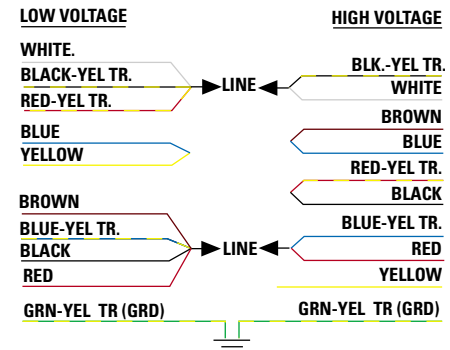 LOW VOLTAGE
HIGH VOLTAGE
WHITE.
BLACK-YEL TR.
RED-YEL TR.
LINE
BLK.-YEL TR.
WHITE
BLUE
YELLOW
BROWN
BLUE
RED-YEL TR.
BLACK
BROWN
BLUE-YEL TR.
BLACK
RED
LINE
BLUE-YEL TR.
RED
YELLOW
GRN-YEL TR (GRD)
GRN-YEL TR (GRD)